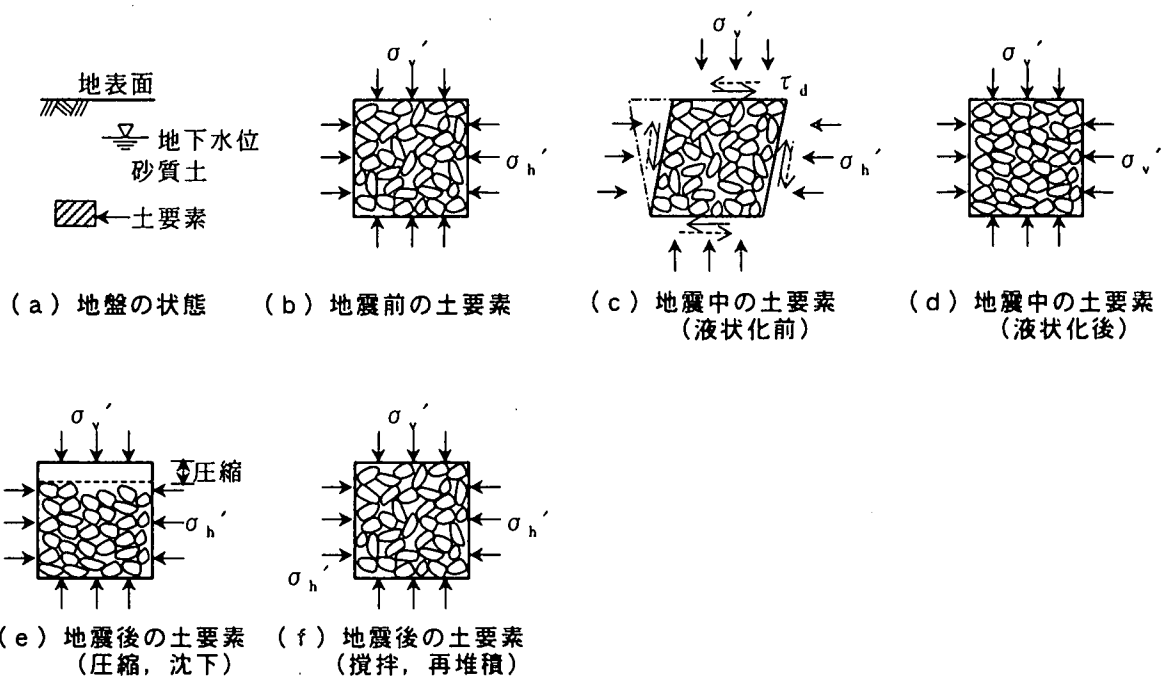 地表面
地下水位
砂質土
土要素
(a)地盤の状態
σv′
σh′
(b)地震前の土要素
σv′
τd
σh′
(c)地震中の土要素
(液状化前)
σv′
σv′
(d)地震中の土要素
(液状化後)
σv′
圧縮
σh′
(e)地震後の土要素
(圧縮,沈下)
σv′
σh′
σh′
(f)地震後の土要素
(撹拌,再堆積)